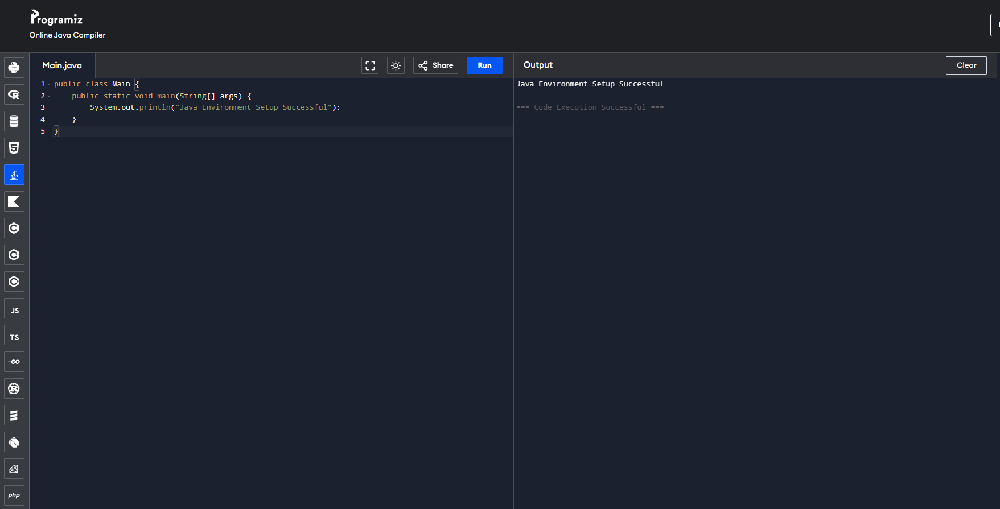 Programiz
Online Java Compiler
Main.java
Share
Run
Output
Clear
1 public class Main {
2 public static void main(String[] args) {
3 System.out.println("Java Environment Setup Successful");
4 }
5 }
Java Environment Setup Successful
=== Code Execution Successful ===
R
5
C
C
C
JS
TS
GO
R
php